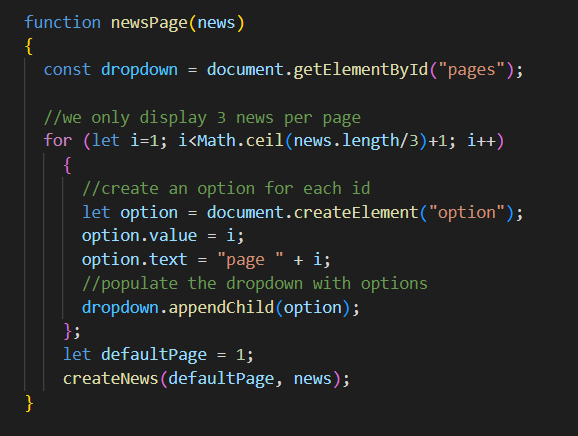 function newsPage(news)
{
const dropdown = document.getElementById("pages");
//we only display 3 news per page
for (let i=1; i<Math.ceil(news.length/3)+1; i++)
{
//create an option for each id
let option = document.createElement("option");
option.value = i;
option.text = "page " + i;
//populate the dropdown with options
dropdown.appendChild(option);
};
let defaultPage = 1;
createNews(defaultPage, news);
}